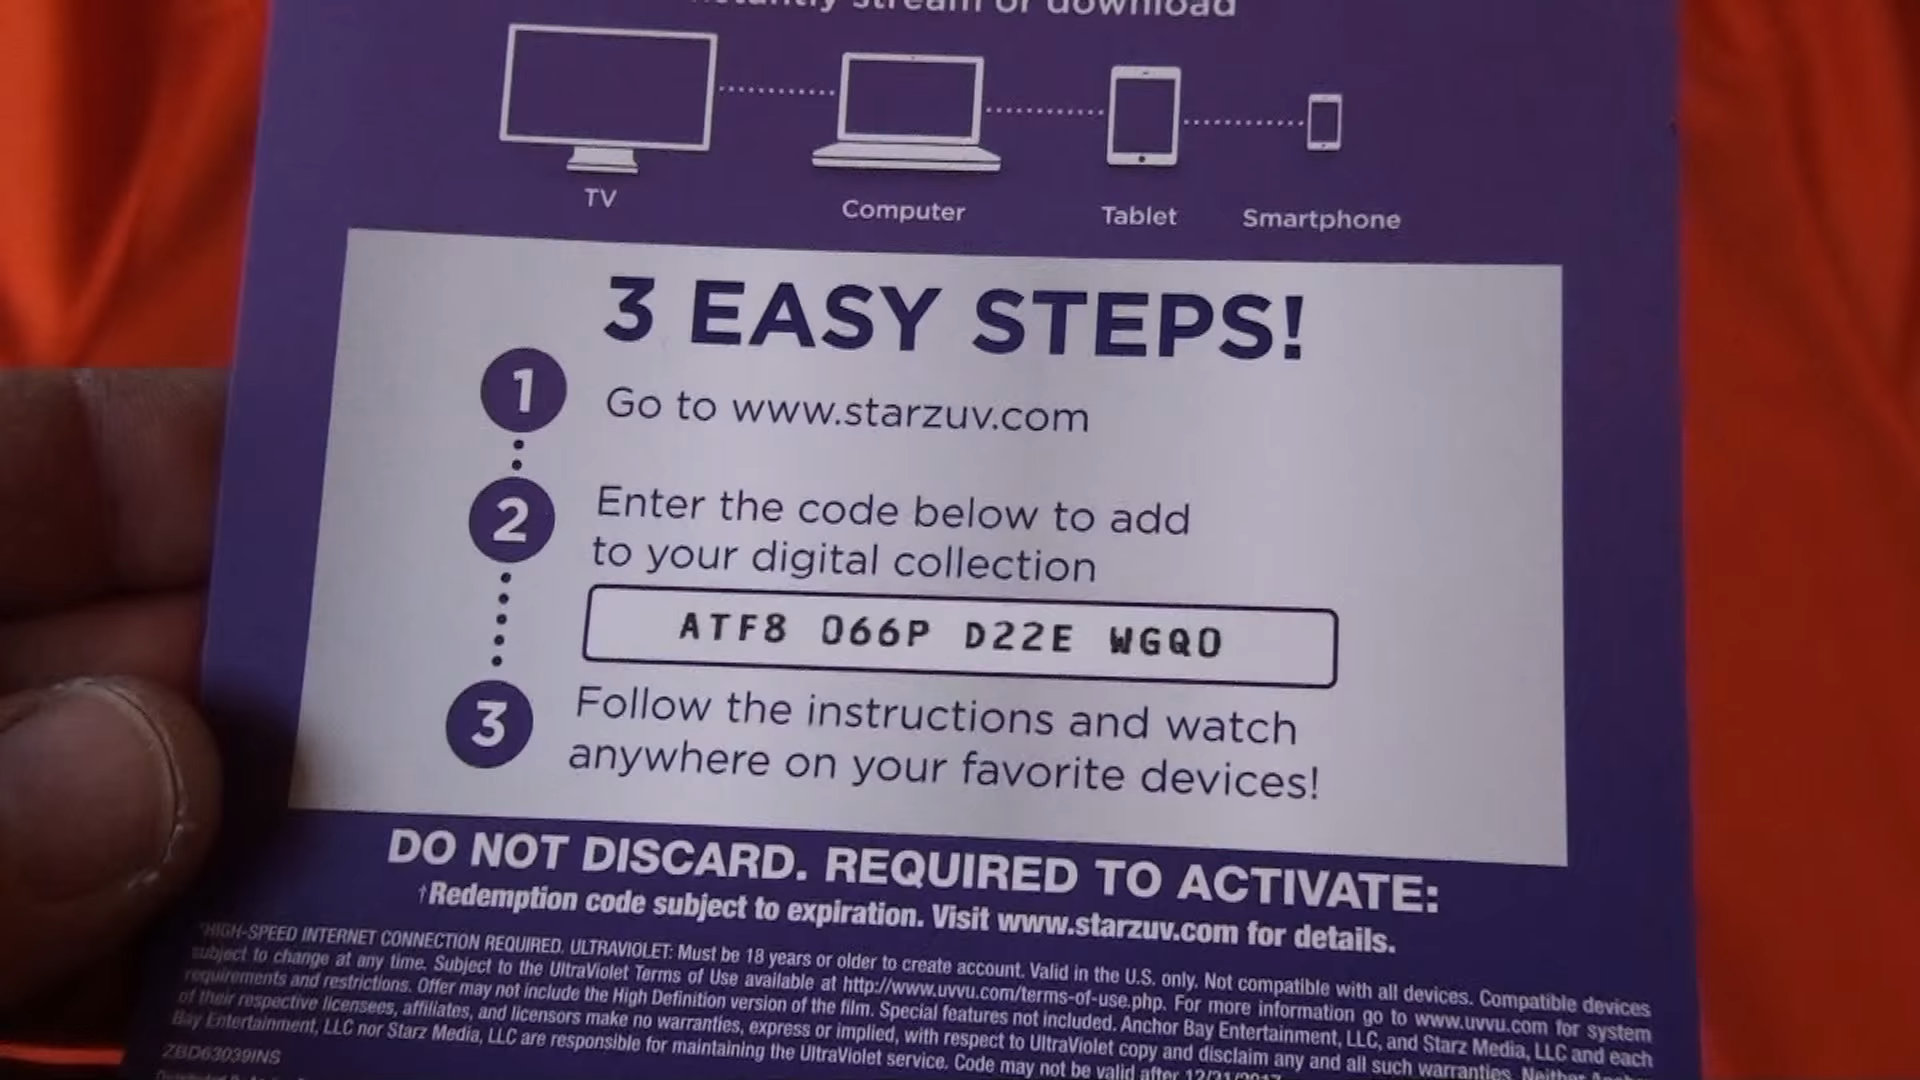 stream or download
TV
Computer
Tablet
Smartphone
3 EASY STEPS!
1
Go to www.starzuv.com
2
Enter the code below to add
to your digital collection
ATF8 O66P D22E WGQO
3
Follow the instructions and watch
anywhere on your favorite devices!
DO NOT DISCARD. REQUIRED TO ACTIVATE:
†Redemption code subject to expiration. Visit www.starzuv.com for details.
*HIGH-SPEED INTERNET CONNECTION REQUIRED. ULTRAVIOLET: Must be 18 years or older to create account. Valid in the U.S. only. Not compatible with all devices. Compatible devices
subject to change at any time. Subject to the UltraViolet Terms of Use available at http://www.uvvu.com/terms-of-use.php. For more information go to www.uvvu.com for system
requirements and restrictions. Offer may not include the High Definition version of the film. Special features not included. Anchor Bay Entertainment, LLC, and Starz Media, LLC and each
of their respective licensees, affiliates, and licensors make no warranties, express or implied, with respect to UltraViolet copy and disclaim any and all such warranties. Neither
Bay Entertainment, LLC nor Starz Media, LLC are responsible for maintaining the UltraViolet service. Code may not be valid after
ZBD63039INS